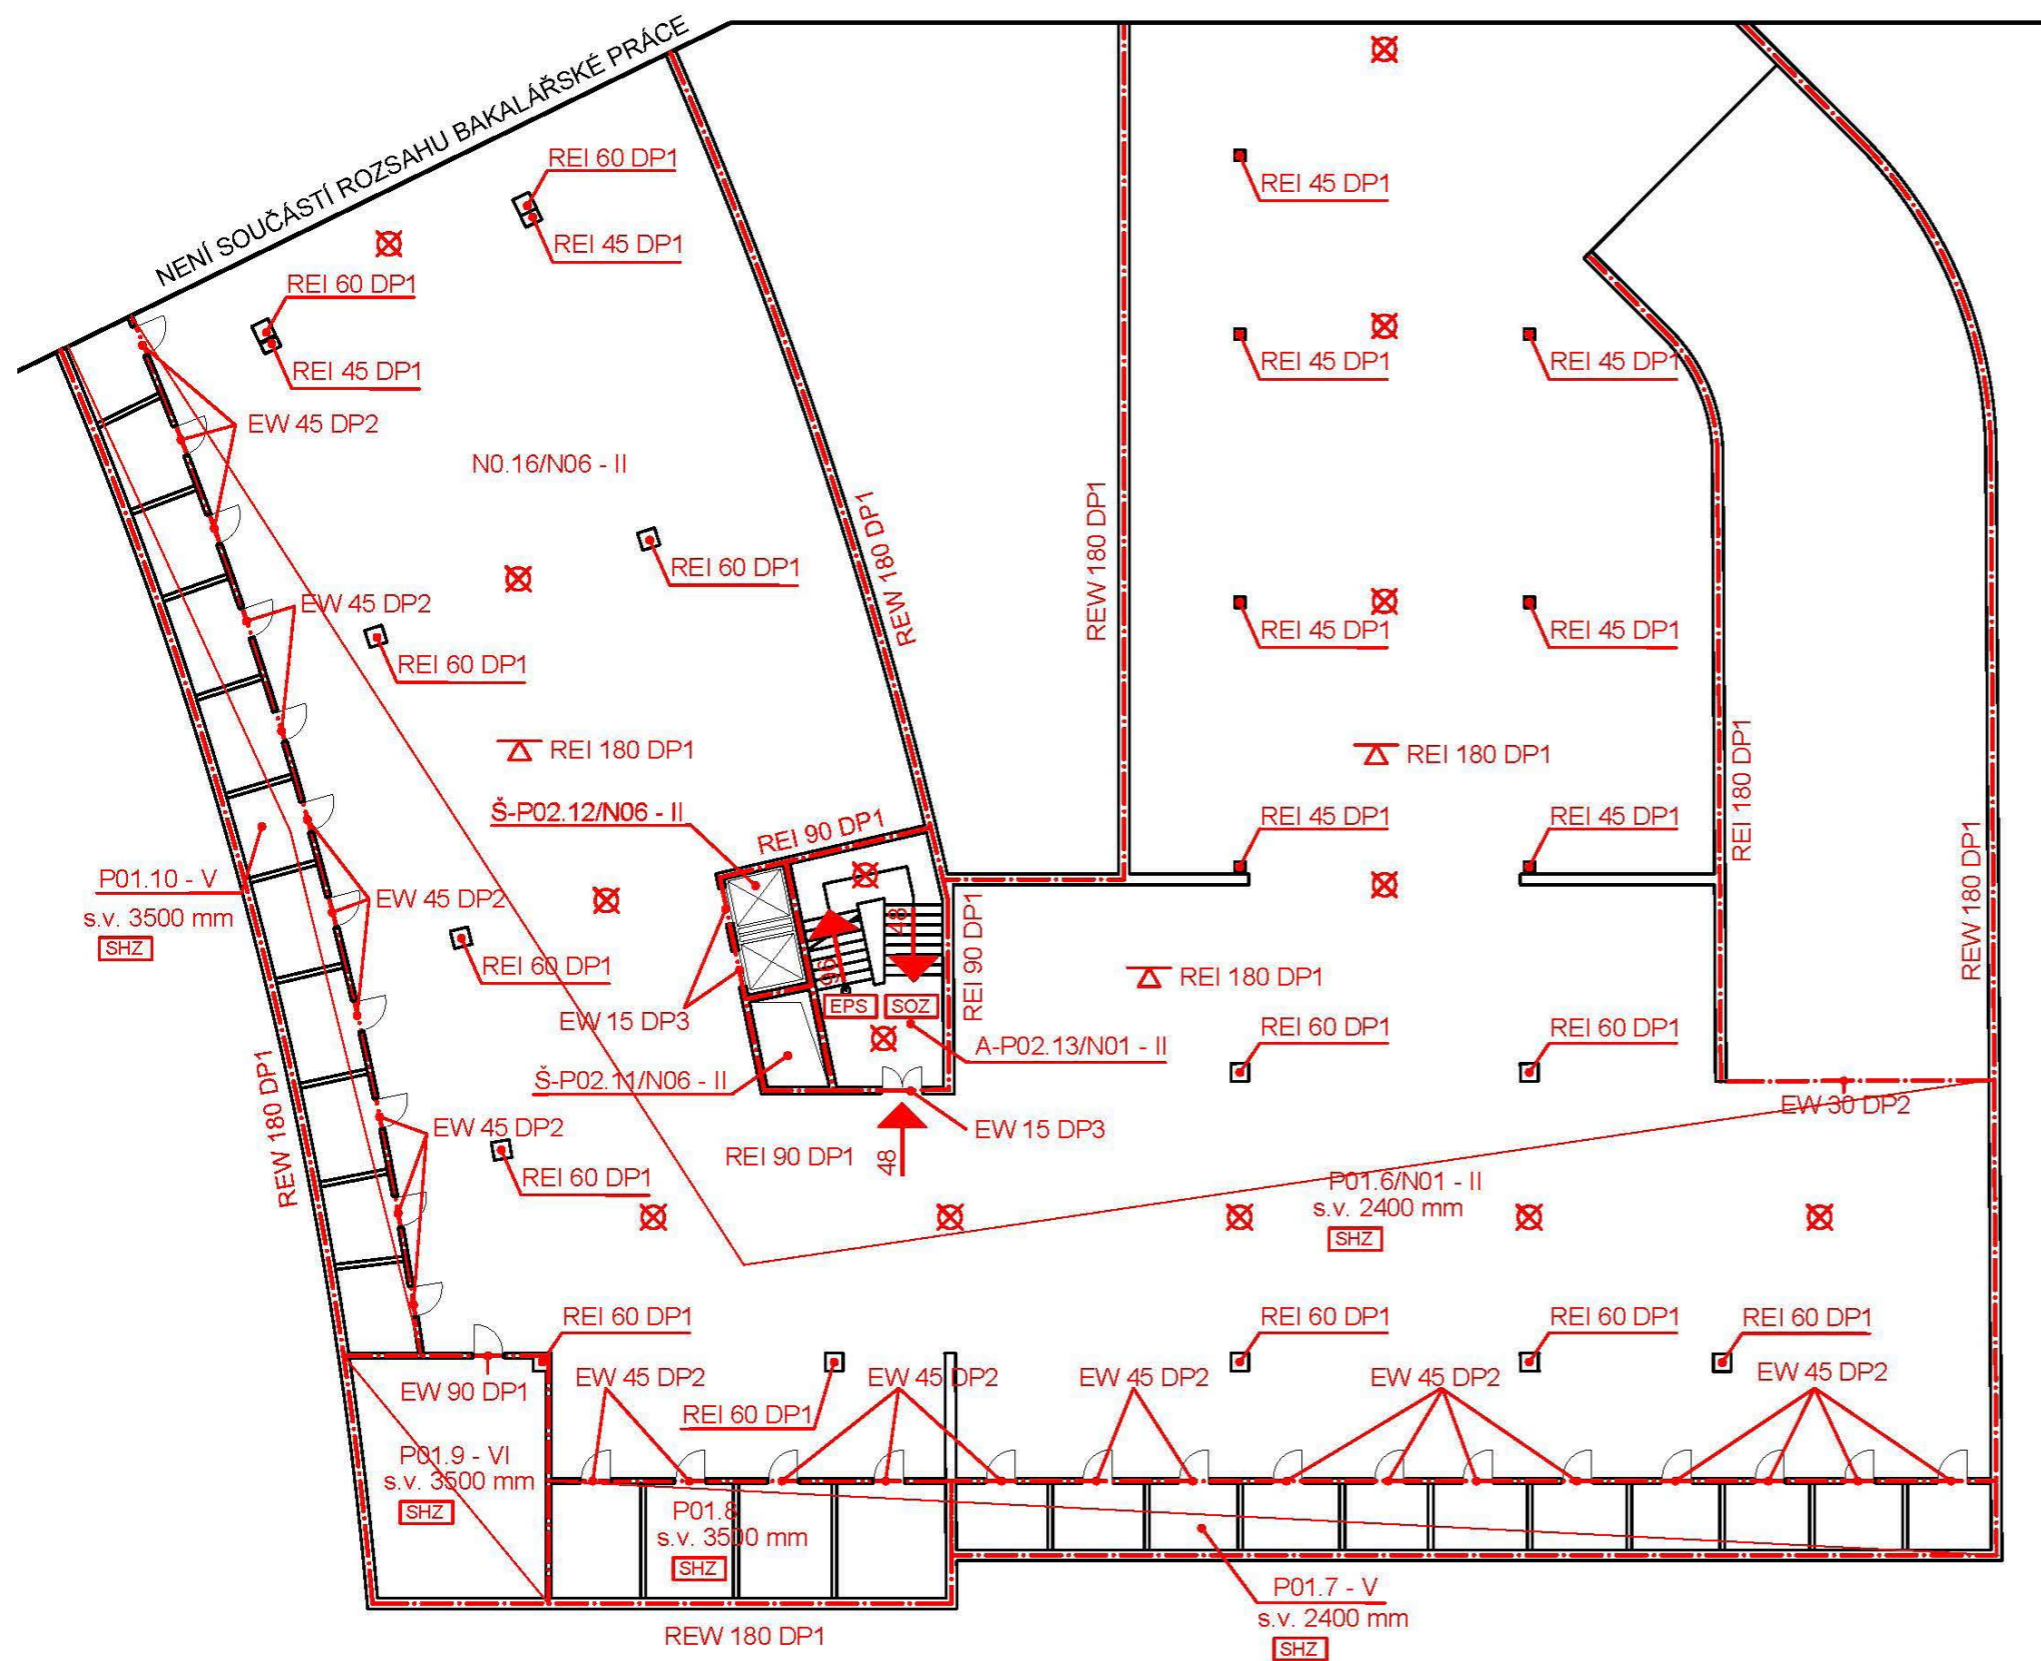 NENÍ SOUČÁSTÍ ROZSAHU BAKALÁŘSKÉ PRÁCE
REI 60 DP1
REI 45 DP1
REI 45 DP1
REI 60 DP1
REI 45 DP1
REI 45 DP1
REI 45 DP1
EW 45 DP2
N0.16/N06 - II
REW 180 DP1
REW 180 DP1
REI 60 DP1
EW 45 DP2
REI 45 DP1
REI 45 DP1
REI 60 DP1
REI 180 DP1
REI 180 DP1
REI 180 DP1
Š-P02.12/N06 - II
REI 90 DP1
REI 45 DP1
REI 45 DP1
REW 180 DP1
P01.10 - V
s.v. 3500 mm
SHZ
EW 45 DP2
48
96
REI 90 DP1
REI 60 DP1
REI 180 DP1
EPS
SOZ
EW 15 DP3
REI 60 DP1
REI 60 DP1
A-P02.13/N01 - II
Š-P02.11/N06 - II
EW 30 DP2
REW 180 DP1
EW 45 DP2
EW 15 DP3
REI 90 DP1
48
REI 60 DP1
P01.6/N01 - II
s.v. 2400 mm
SHZ
REI 60 DP1
REI 60 DP1
REI 60 DP1
REI 60 DP1
EW 90 DP1
EW 45 DP2
EW 45 DP2
EW 45 DP2
EW 45 DP2
EW 45 DP2
REI 60 DP1
P01.9 - VI
s.v. 3500 mm
SHZ
P01.8
s.v. 3500 mm
SHZ
P01.7 - V
s.v. 2400 mm
SHZ
REW 180 DP1